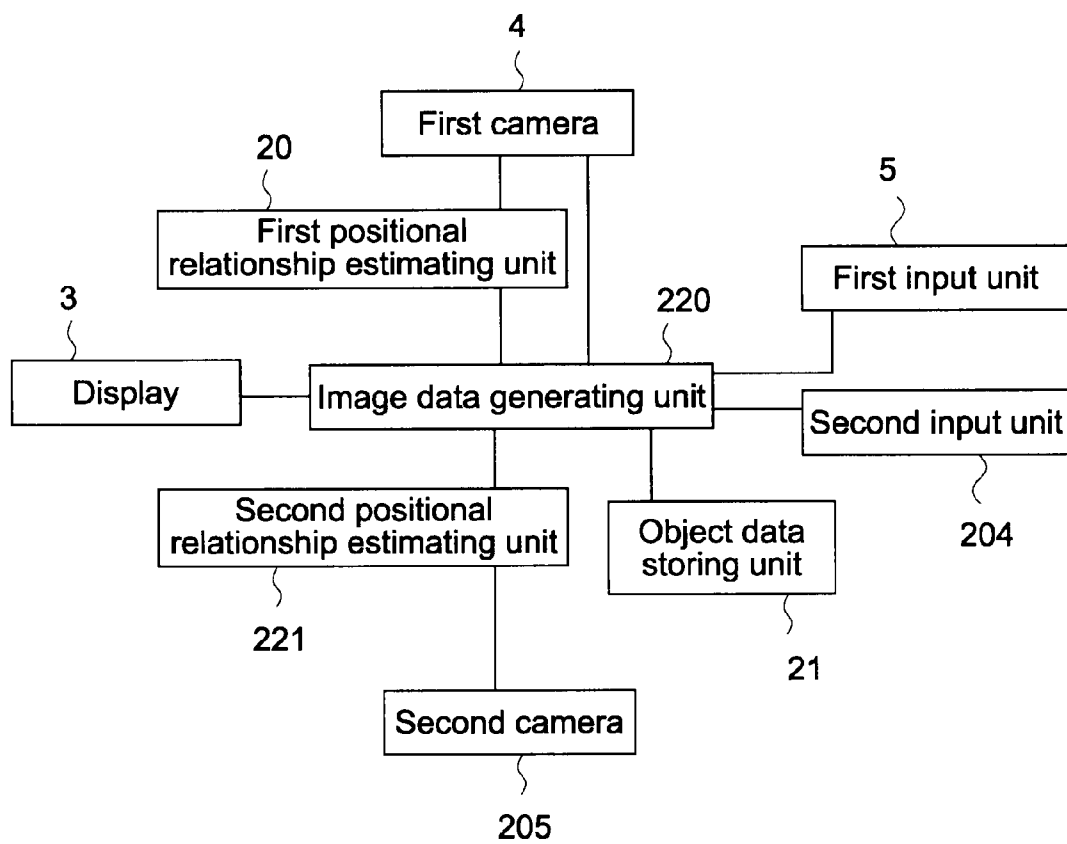 4
First camera
20
First positional
relationship estimating unit
5
First input unit
3
Display
220
Image data generating unit
Second input unit
204
Second positional
relationship estimating unit
221
Object data
storing unit
21
Second camera
205